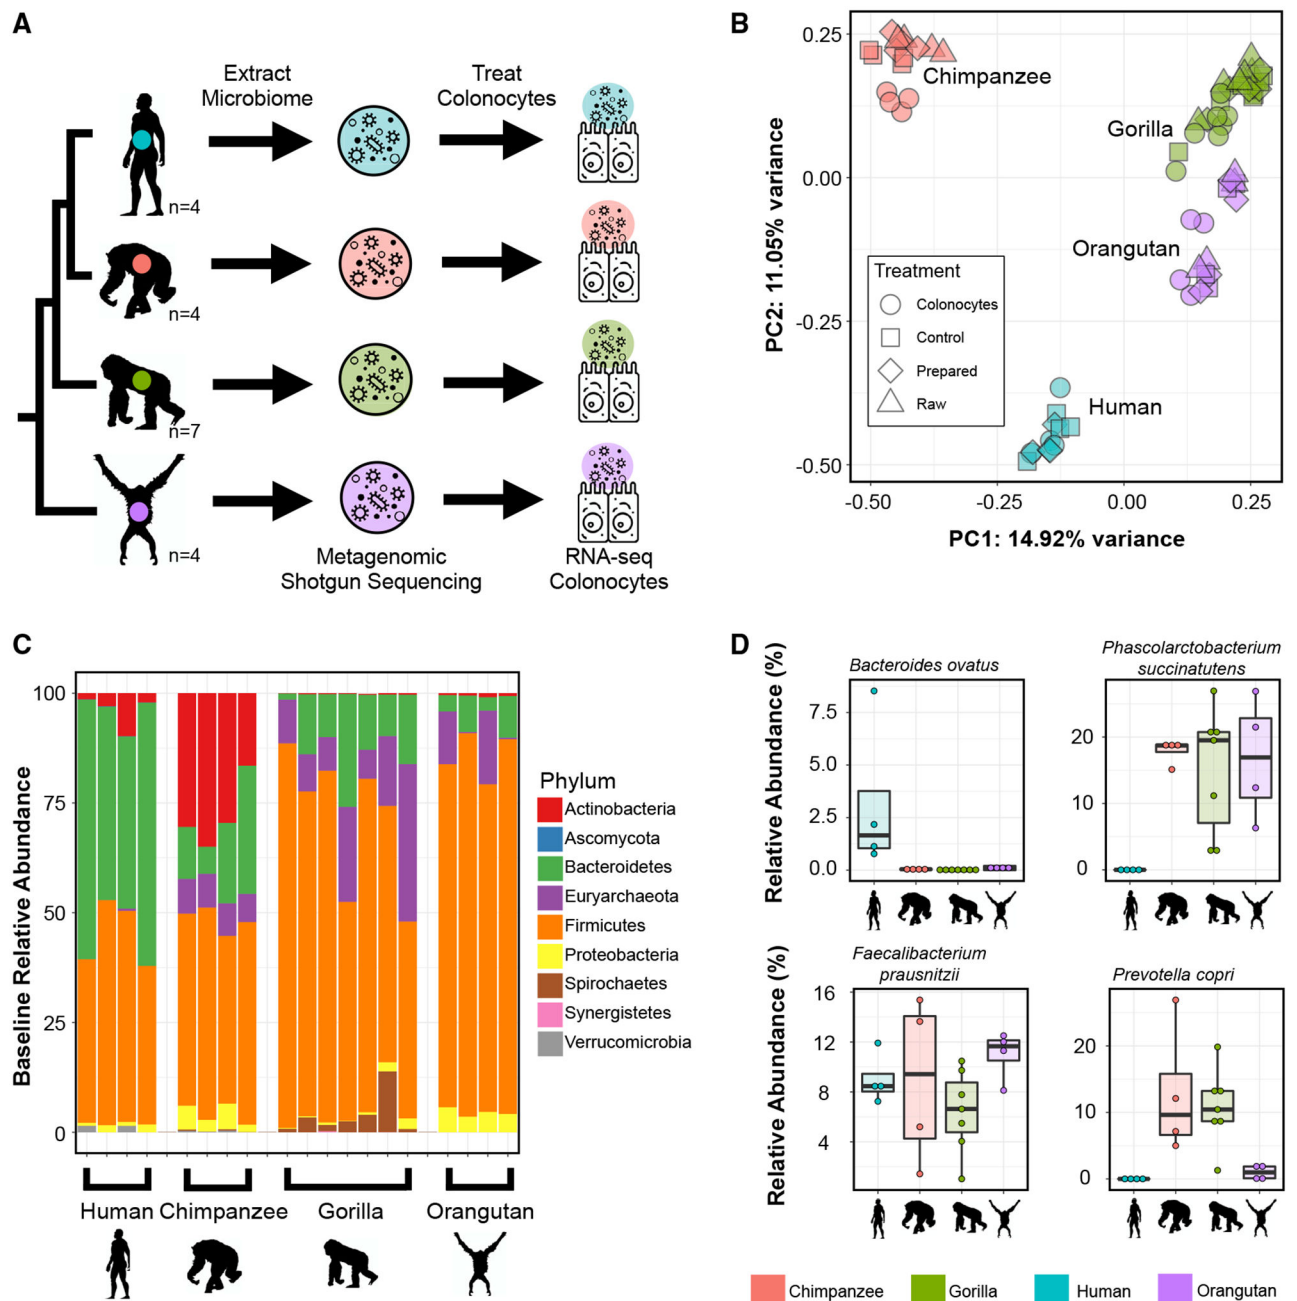 A
Extract
Microbiome
Treat
Colonocytes
n=4
n=4
n=7
n=4
Metagenomic
Shotgun Sequencing
RNA-seq
Colonocytes
B
PC2: 11.05% variance
0.25
0.00
-0.25
-0.50
Chimpanzee
Gorilla
Orangutan
Human
Treatment
Colonocytes
Control
Prepared
Raw
-0.50
-0.25
0.00
0.25
PC1: 14.92% variance
C
Baseline Relative Abundance
100
75
50
25
0
Human
Chimpanzee
Gorilla
Orangutan
Phylum
Actinobacteria
Ascomycota
Bacteroidetes
Euryarchaeota
Firmicutes
Proteobacteria
Spirochaetes
Synergistetes
Verrucomicrobia
D
Relative Abundance (%)
Bacteroides ovatus
7.5
5.0
2.5
0.0
Phascolarctobacterium
succinatutens
20
10
0
Relative Abundance (%)
Faecalibacterium
prausnitzii
16
12
8
4
Prevotella copri
20
10
0
Chimpanzee
Gorilla
Human
Orangutan